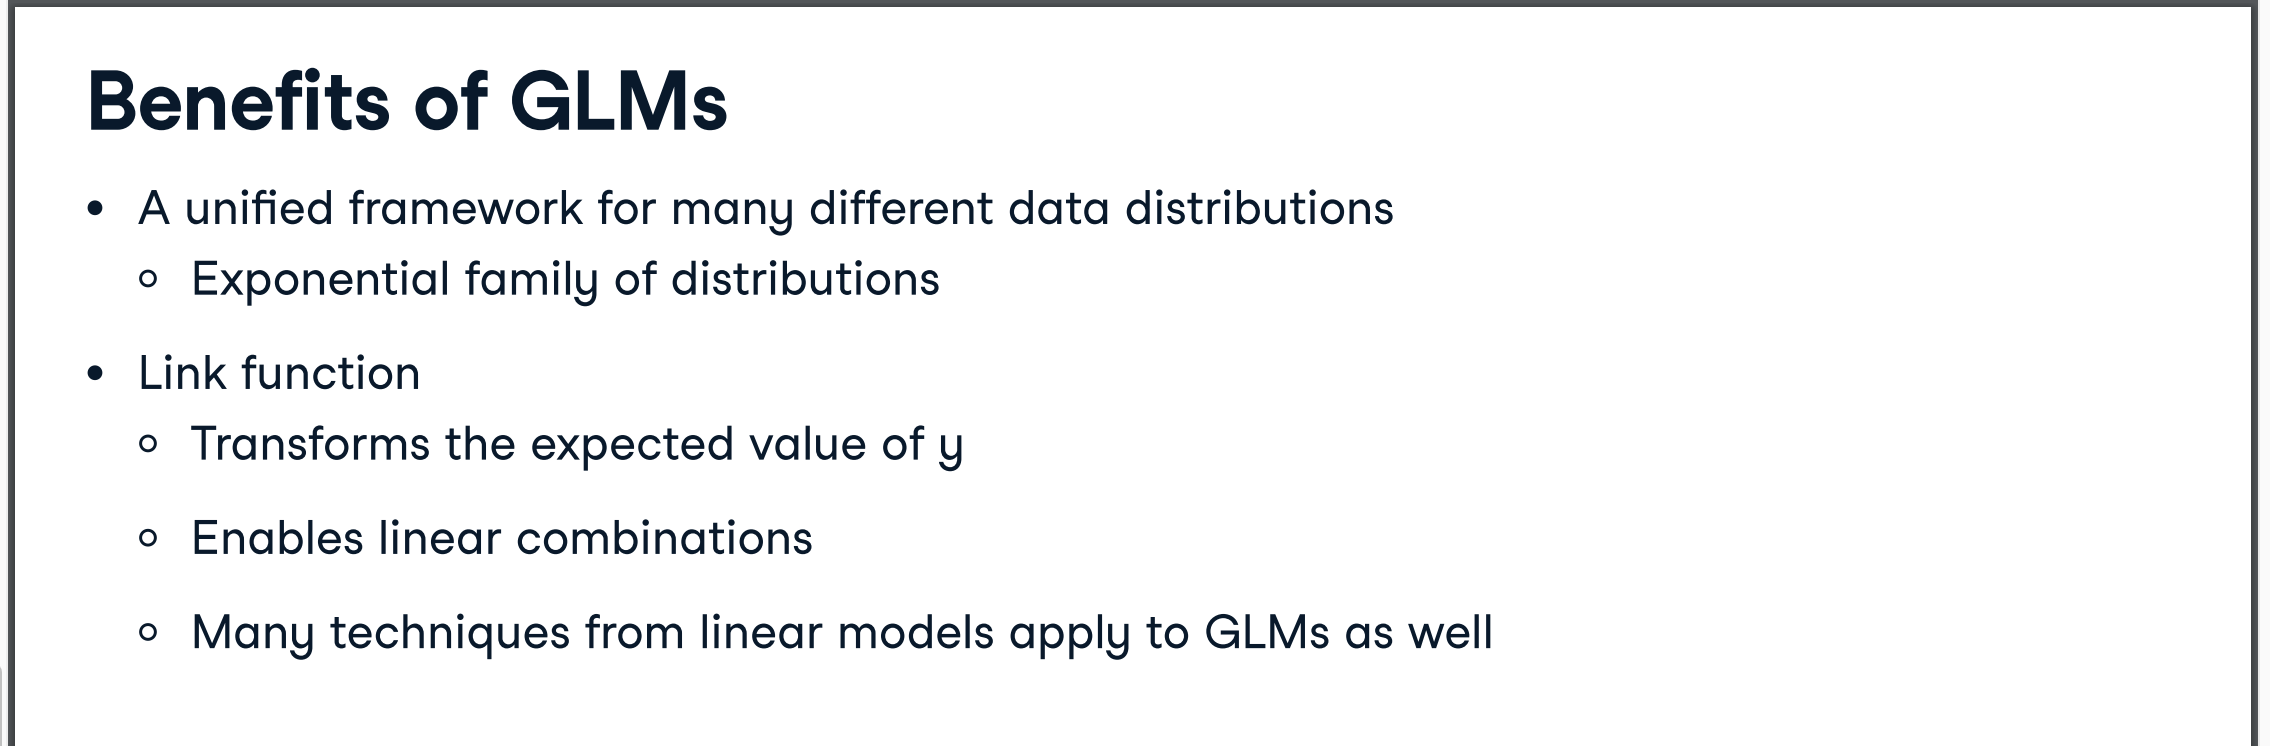 Benefits of GLMs
• A unified framework for many different data distributions
◦ Exponential family of distributions
• Link function
◦ Transforms the expected value of y
◦ Enables linear combinations
◦ Many techniques from linear models apply to GLMs as well